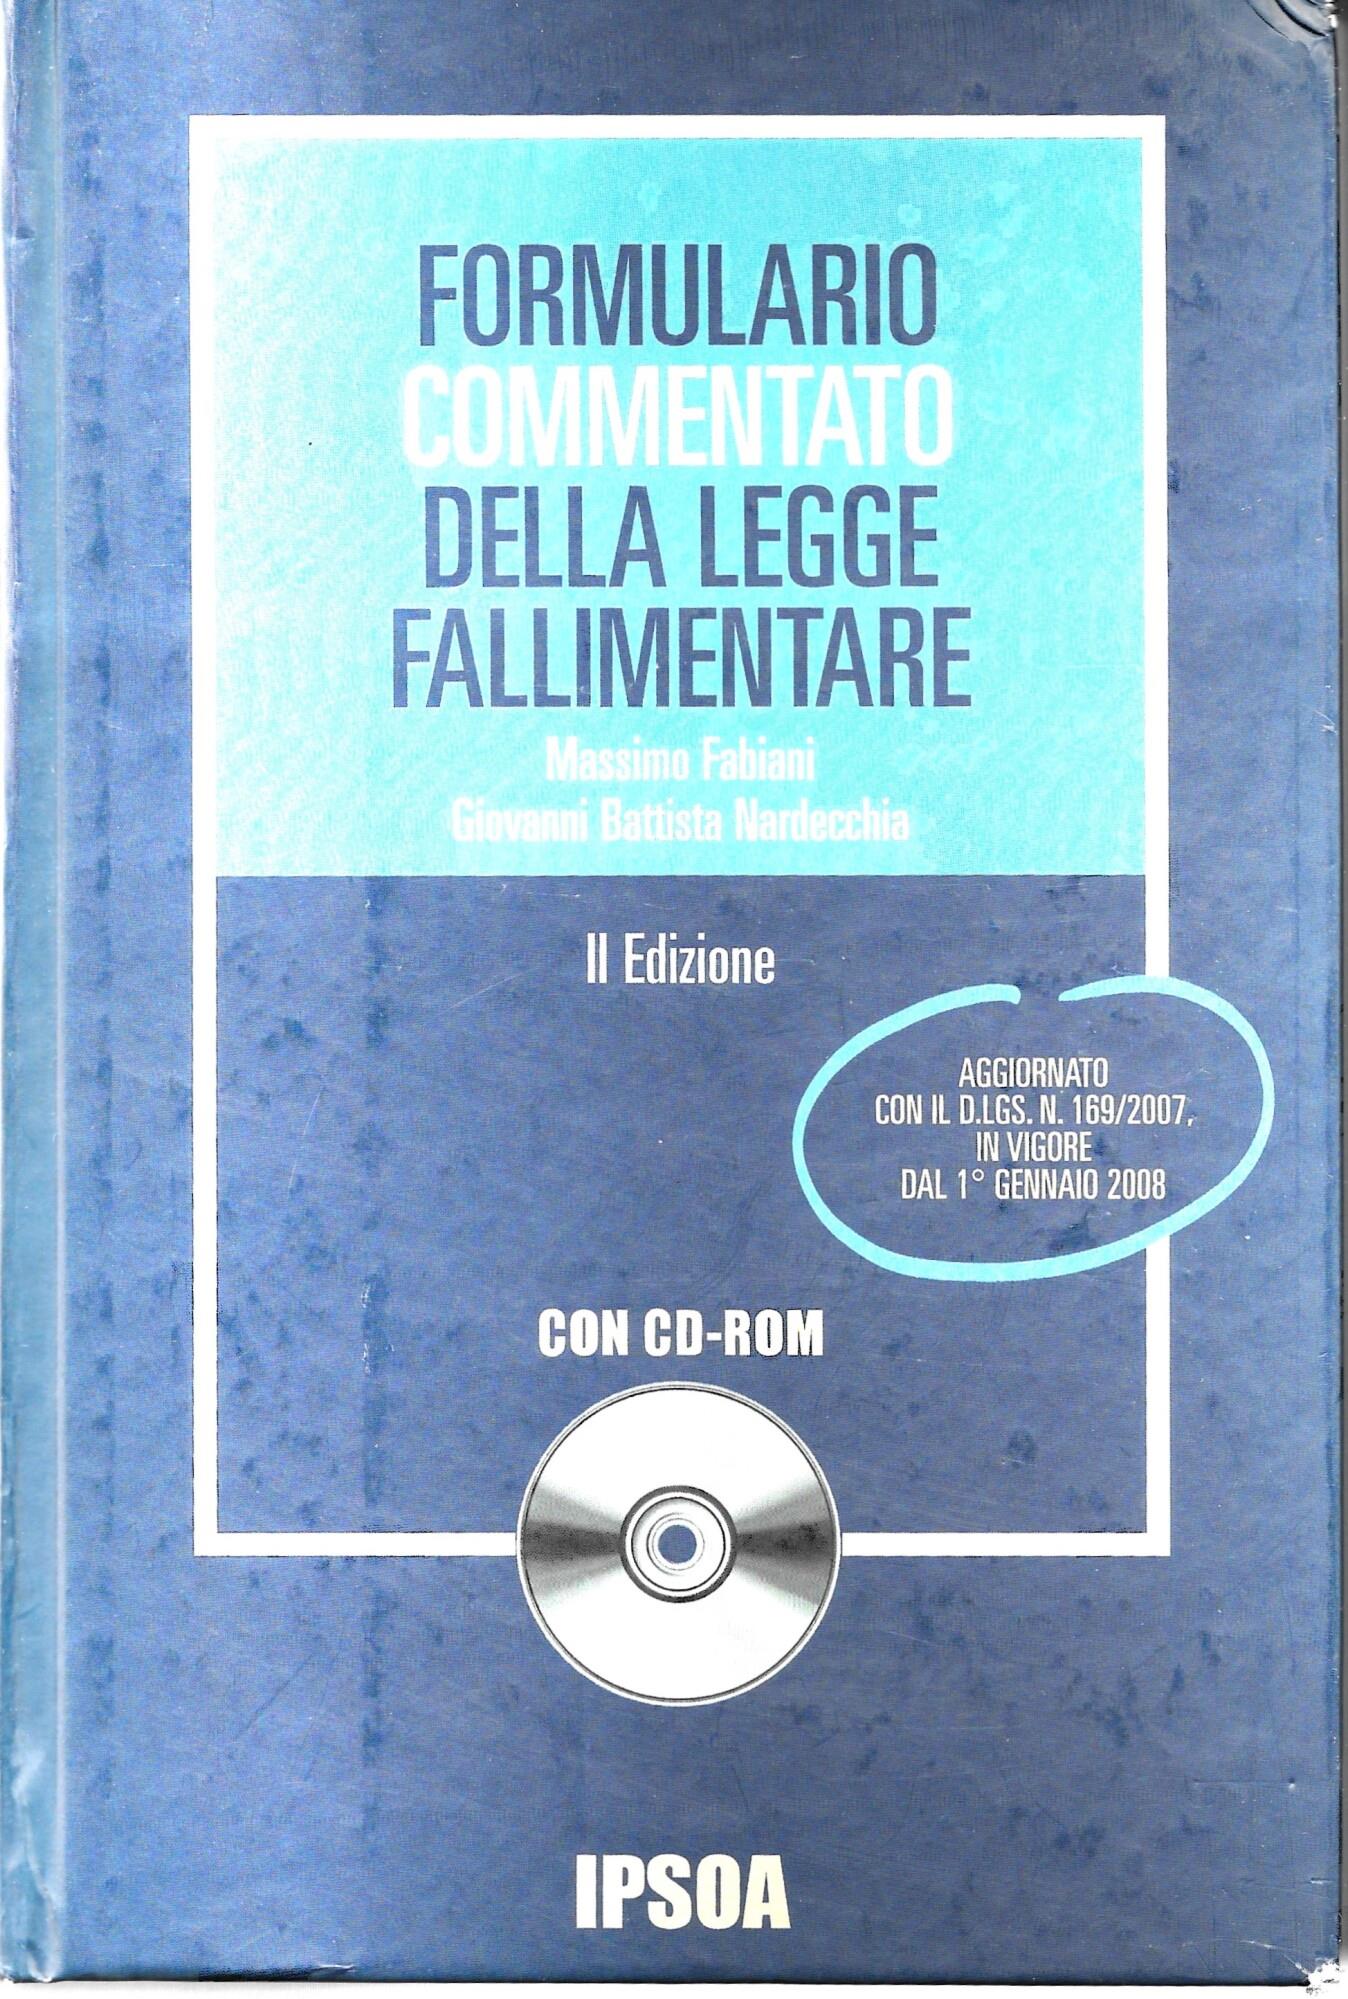 FORMULARIO
COMMENTATO
DELLA LEGGE
FALLIMENTARE
Massimo Fabiani
Giovanni Battista Nardecchia
II Edizione
AGGIORNATO
CON IL D.LGS. N. 169/2007,
IN VIGORE
DAL 1° GENNAIO 2008
CON CD-ROM
IPSOA